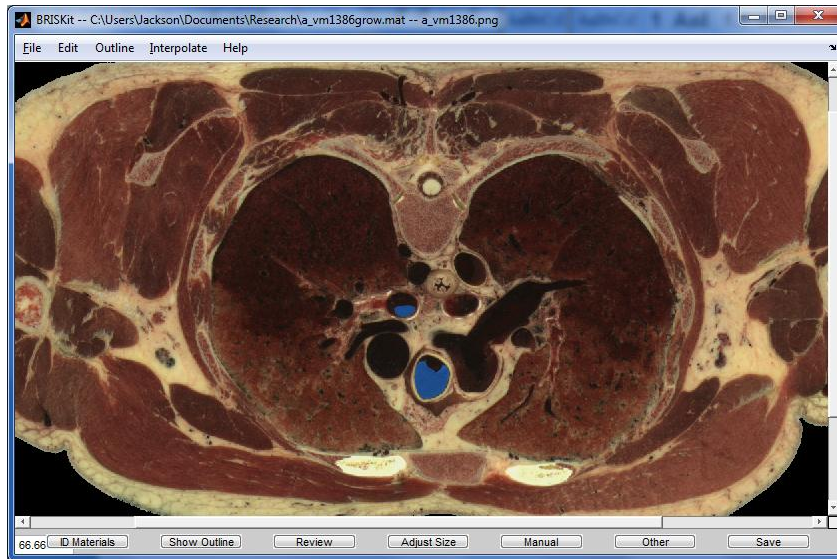 BRISKit -- C:\Users\Jackson\Documents\Research\a_vm1386grow.mat -- a_vm1386.png
File Edit Outline Interpolate Help
66.66 ID Materials Show Outline Review Adjust Size Manual Other Save